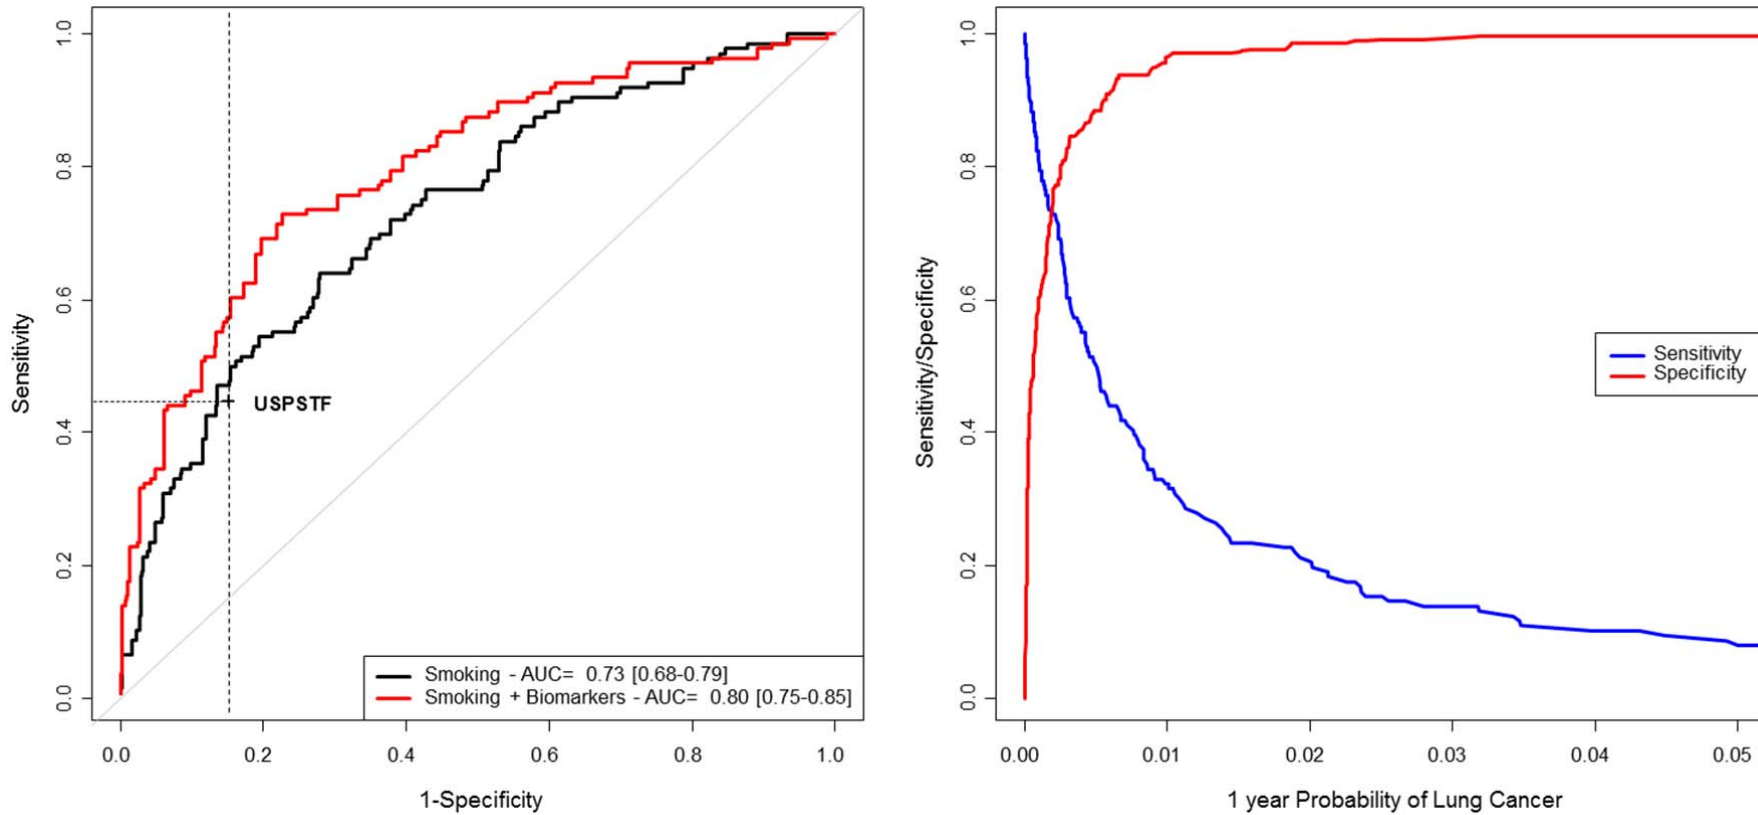 1.0
0.8
0.6
0.4
0.2
0.0
Sensitivity
USPSTF
Smoking - AUC= 0.73 [0.68-0.79]
Smoking + Biomarkers - AUC= 0.80 [0.75-0.85]
0.0 0.2 0.4 0.6 0.8 1.0
1-Specificity
1.0
0.8
0.6
0.4
0.2
0.0
Sensitivity/Specificity
Sensitivity
Specificity
0.00 0.01 0.02 0.03 0.04 0.05
1 year Probability of Lung Cancer